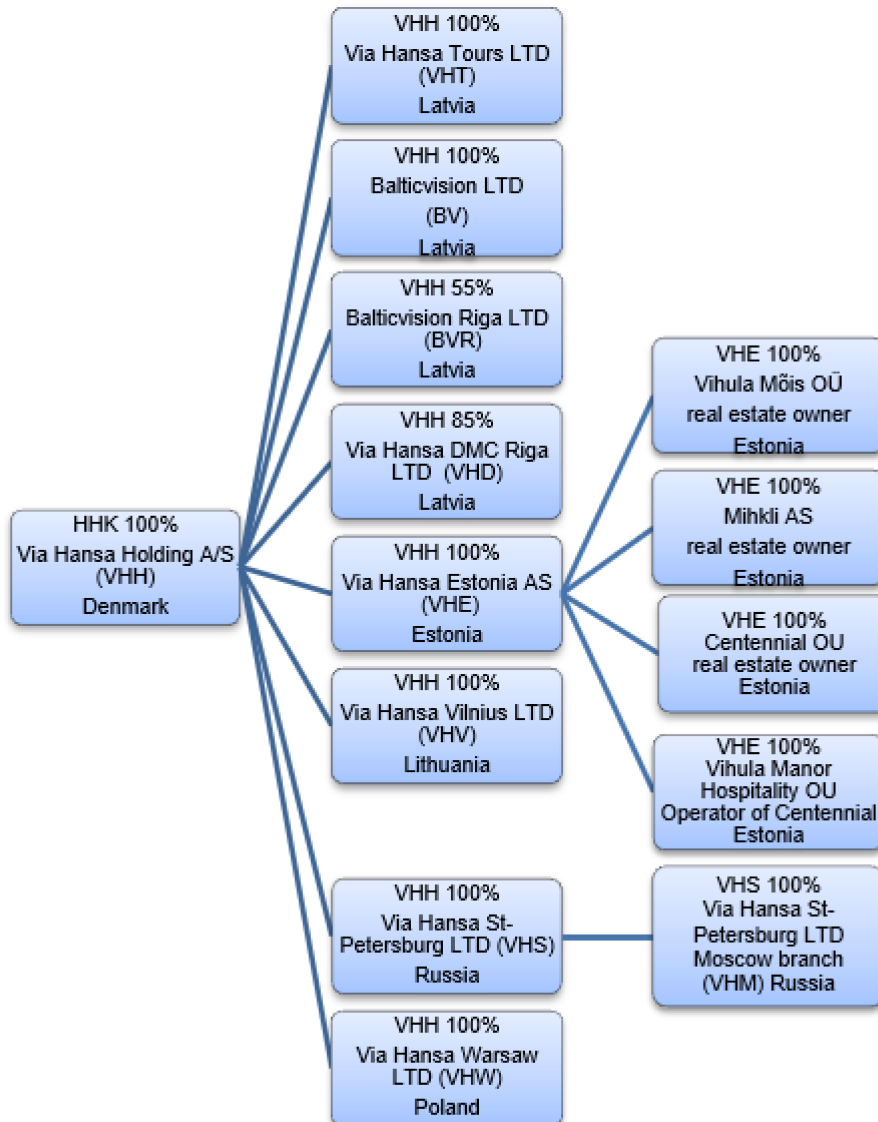 HHK 100%
Via Hansa Holding A/S
(VHH)
Denmark
VHH 100%
Via Hansa Tours LTD
(VHT)
Latvia
VHH 100%
Balticvision LTD
(BV)
Latvia
VHH 55%
Balticvision Riga LTD
(BVR)
Latvia
VHH 85%
Via Hansa DMC Riga
LTD (VHD)
Latvia
VHH 100%
Via Hansa Estonia AS
(VHE)
Estonia
VHH 100%
Via Hansa Vilnius LTD
(VHV)
Lithuania
VHH 100%
Via Hansa St-
Petersburg LTD (VHS)
Russia
VHH 100%
Via Hansa Warsaw
LTD (VHW)
Poland
VHE 100%
Vihula Mõis OÜ
real estate owner
Estonia
VHE 100%
Mihkli AS
real estate owner
Estonia
VHE 100%
Centennial OU
real estate owner
Estonia
VHE 100%
Vihula Manor
Hospitality OU
Operator of Centennial
Estonia
VHS 100%
Via Hansa St-
Petersburg LTD
Moscow branch
(VHM) Russia